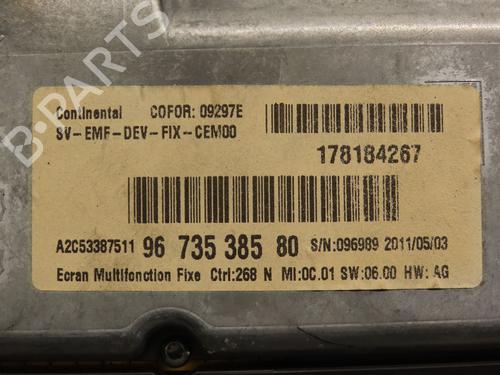 Continental COFOR: 09297E
SV-EMF-DEV-FIX-CEM00
178184267
A2C53387511 96 735 385 80 S/N:096989 2011/05/03
Ecran Multifonction Fixe Ctrl:268 N MI:0C.01 SW:06.00 HW: AG
B-PARTS